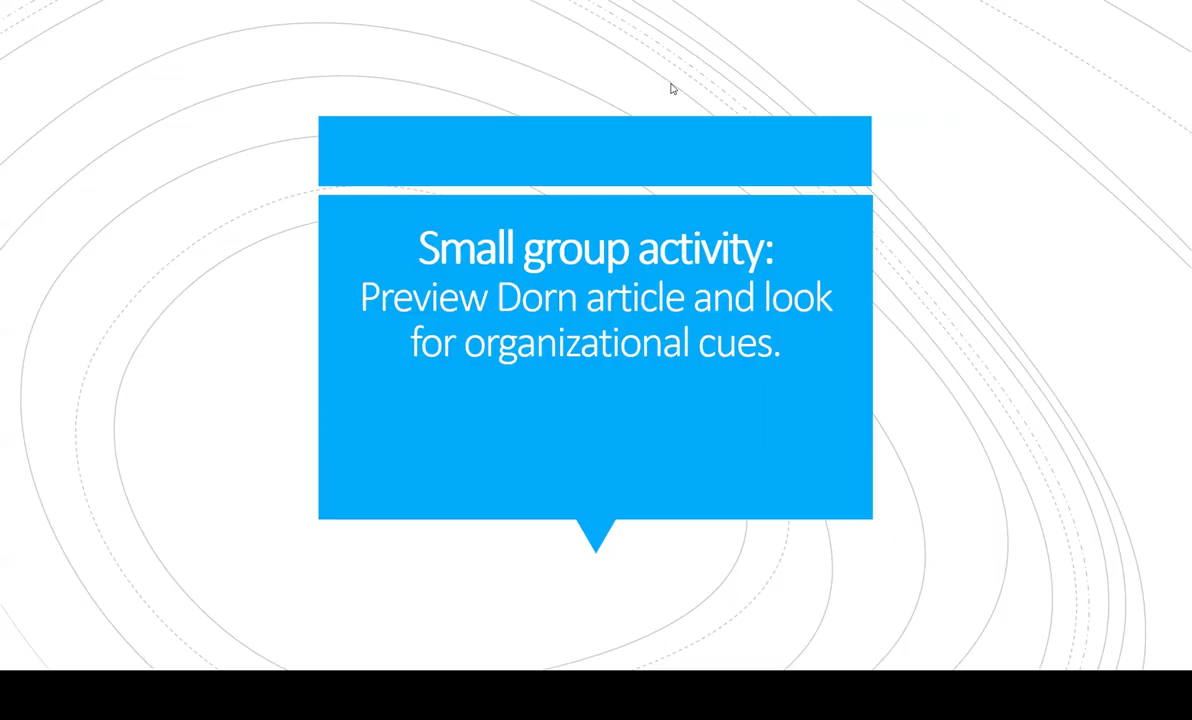 Small group activity:
Preview Dorn article and look
for organizational cues.